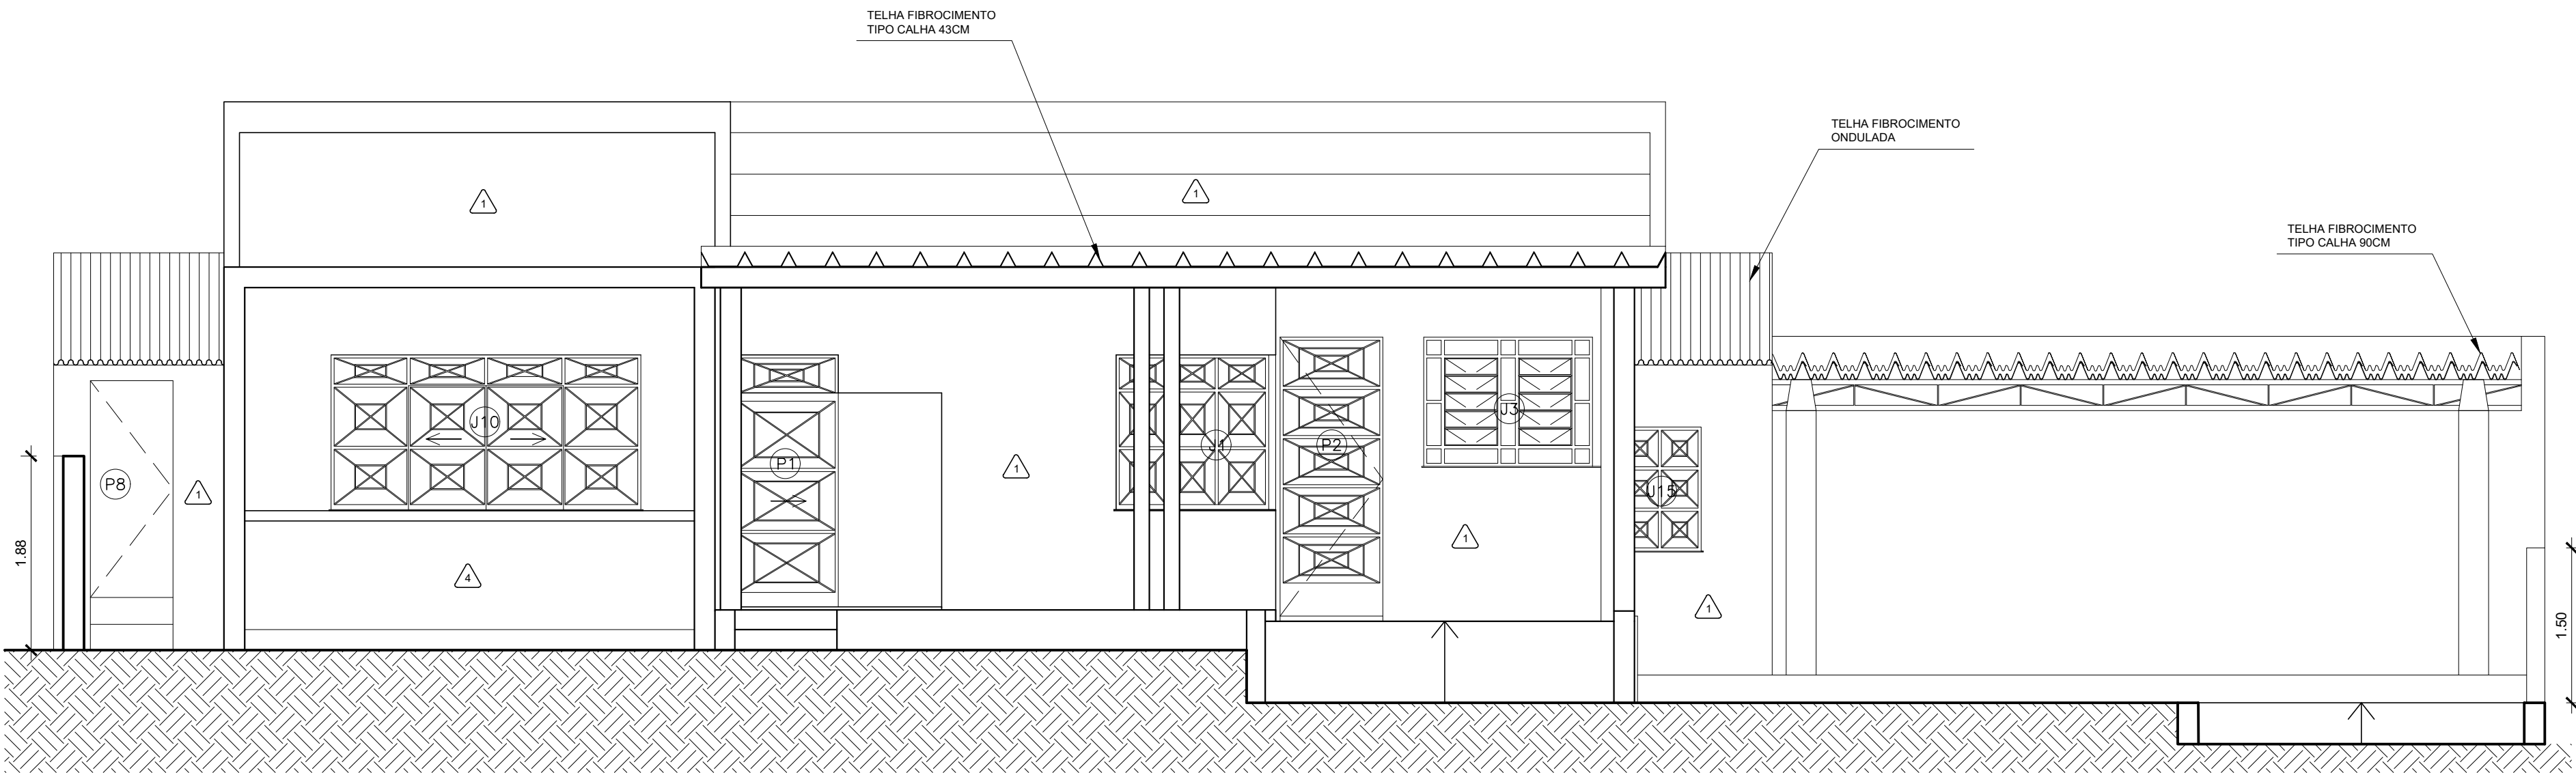 TELHA FIBROCIMENTO
TIPO CALHA 43CM
TELHA FIBROCIMENTO
ONDULADA
TELHA FIBROCIMENTO
TIPO CALHA 90CM
1
1
J10
P1
J1
P2
J3
P8
1
1
J15
1
1
4
1.88
1.50